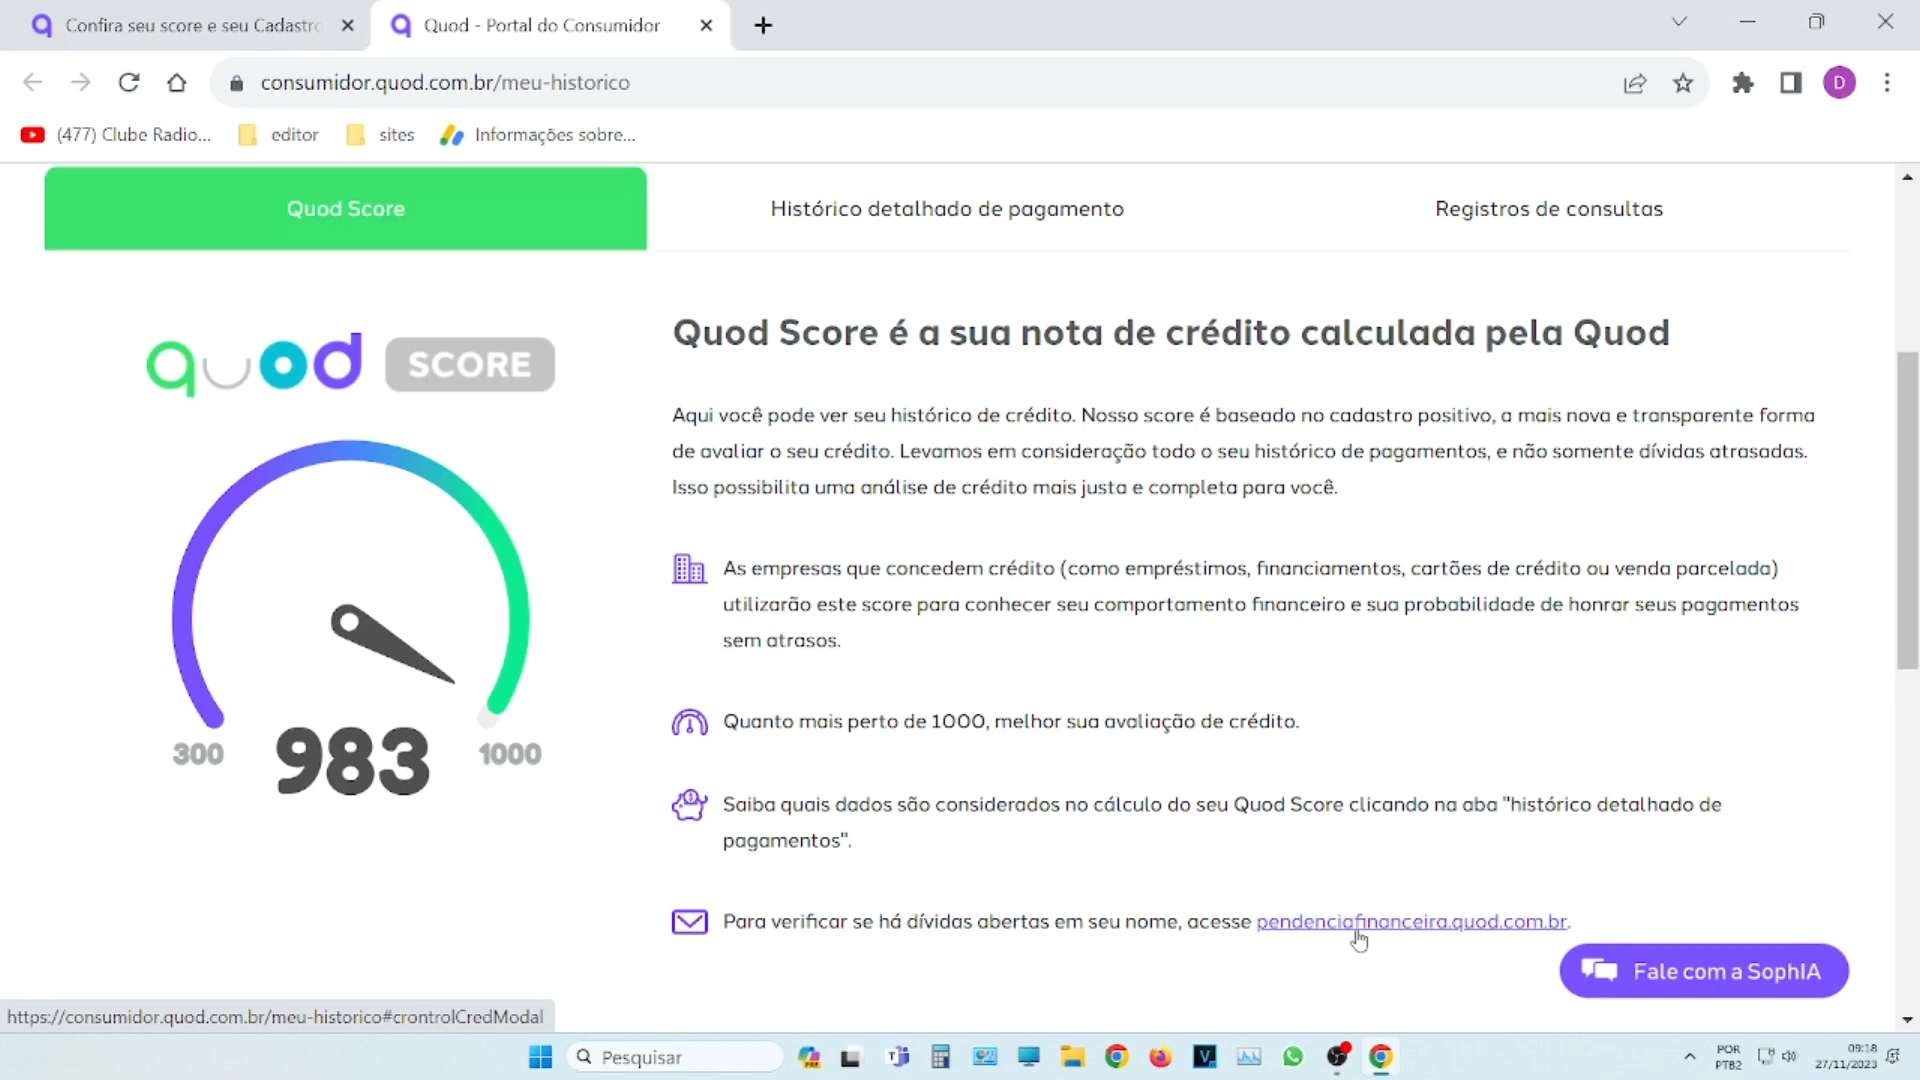 Confira seu score e seu Cadastro
Quod - Portal do Consumidor
consumidor.quod.com.br/meu-historico
D
(477) Clube Radio...
editor
sites
Informações sobre...
Quod Score
Histórico detalhado de pagamento
Registros de consultas
quod SCORE
Quod Score é a sua nota de crédito calculada pela Quod
Aqui você pode ver seu histórico de crédito. Nosso score é baseado no cadastro positivo, a mais nova e transparente forma
de avaliar o seu crédito. Levamos em consideração todo o seu histórico de pagamentos, e não somente dívidas atrasadas.
Isso possibilita uma análise de crédito mais justa e completa para você.
As empresas que concedem crédito (como empréstimos, financiamentos, cartões de crédito ou venda parcelada)
utilizarão este score para conhecer seu comportamento financeiro e sua probabilidade de honrar seus pagamentos
sem atrasos.
Quanto mais perto de 1000, melhor sua avaliação de crédito.
300
983
1000
Saiba quais dados são considerados no cálculo do seu Quod Score clicando na aba "histórico detalhado de
pagamentos".
Para verificar se há dívidas abertas em seu nome, acesse pendenciafinanceira.quod.com.br.
Fale com a SophIA
https://consumidor.quod.com.br/meu-historico#crontrolCredModal
Pesquisar
POR
PTB2
09:18
27/11/2023